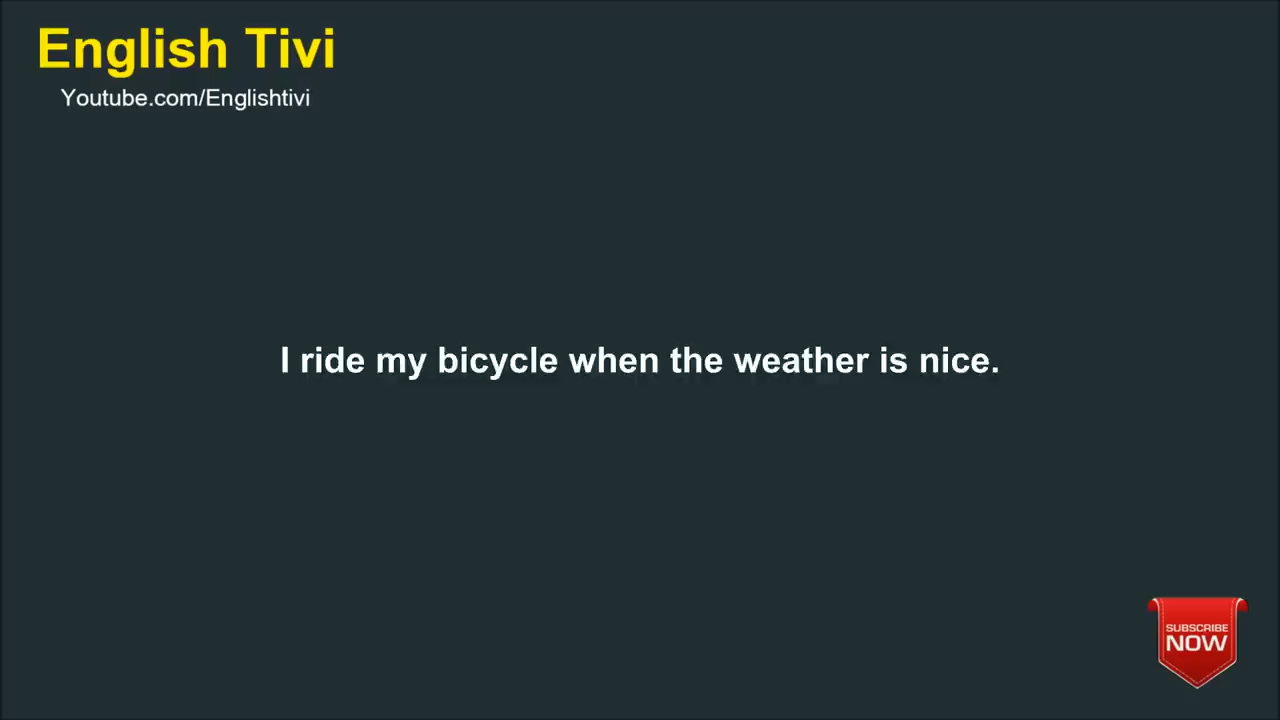 English Tivi
Youtube.com/Englishtivi
I ride my bicycle when the weather is nice.
SUBSCRIBE
NOW